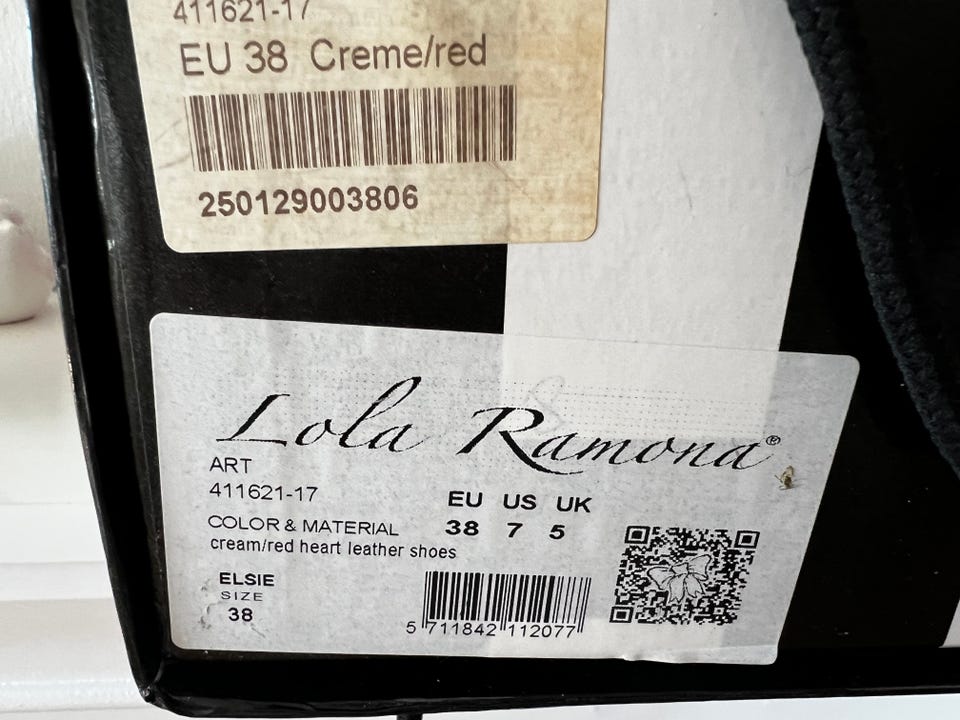 411621-17
EU 38 Creme/red
250129003806
Lola Ramona®
ART
411621-17
EU US UK
38 7 5
COLOR & MATERIAL
cream/red heart leather shoes
ELSIE
SIZE
38
5 711842 112077